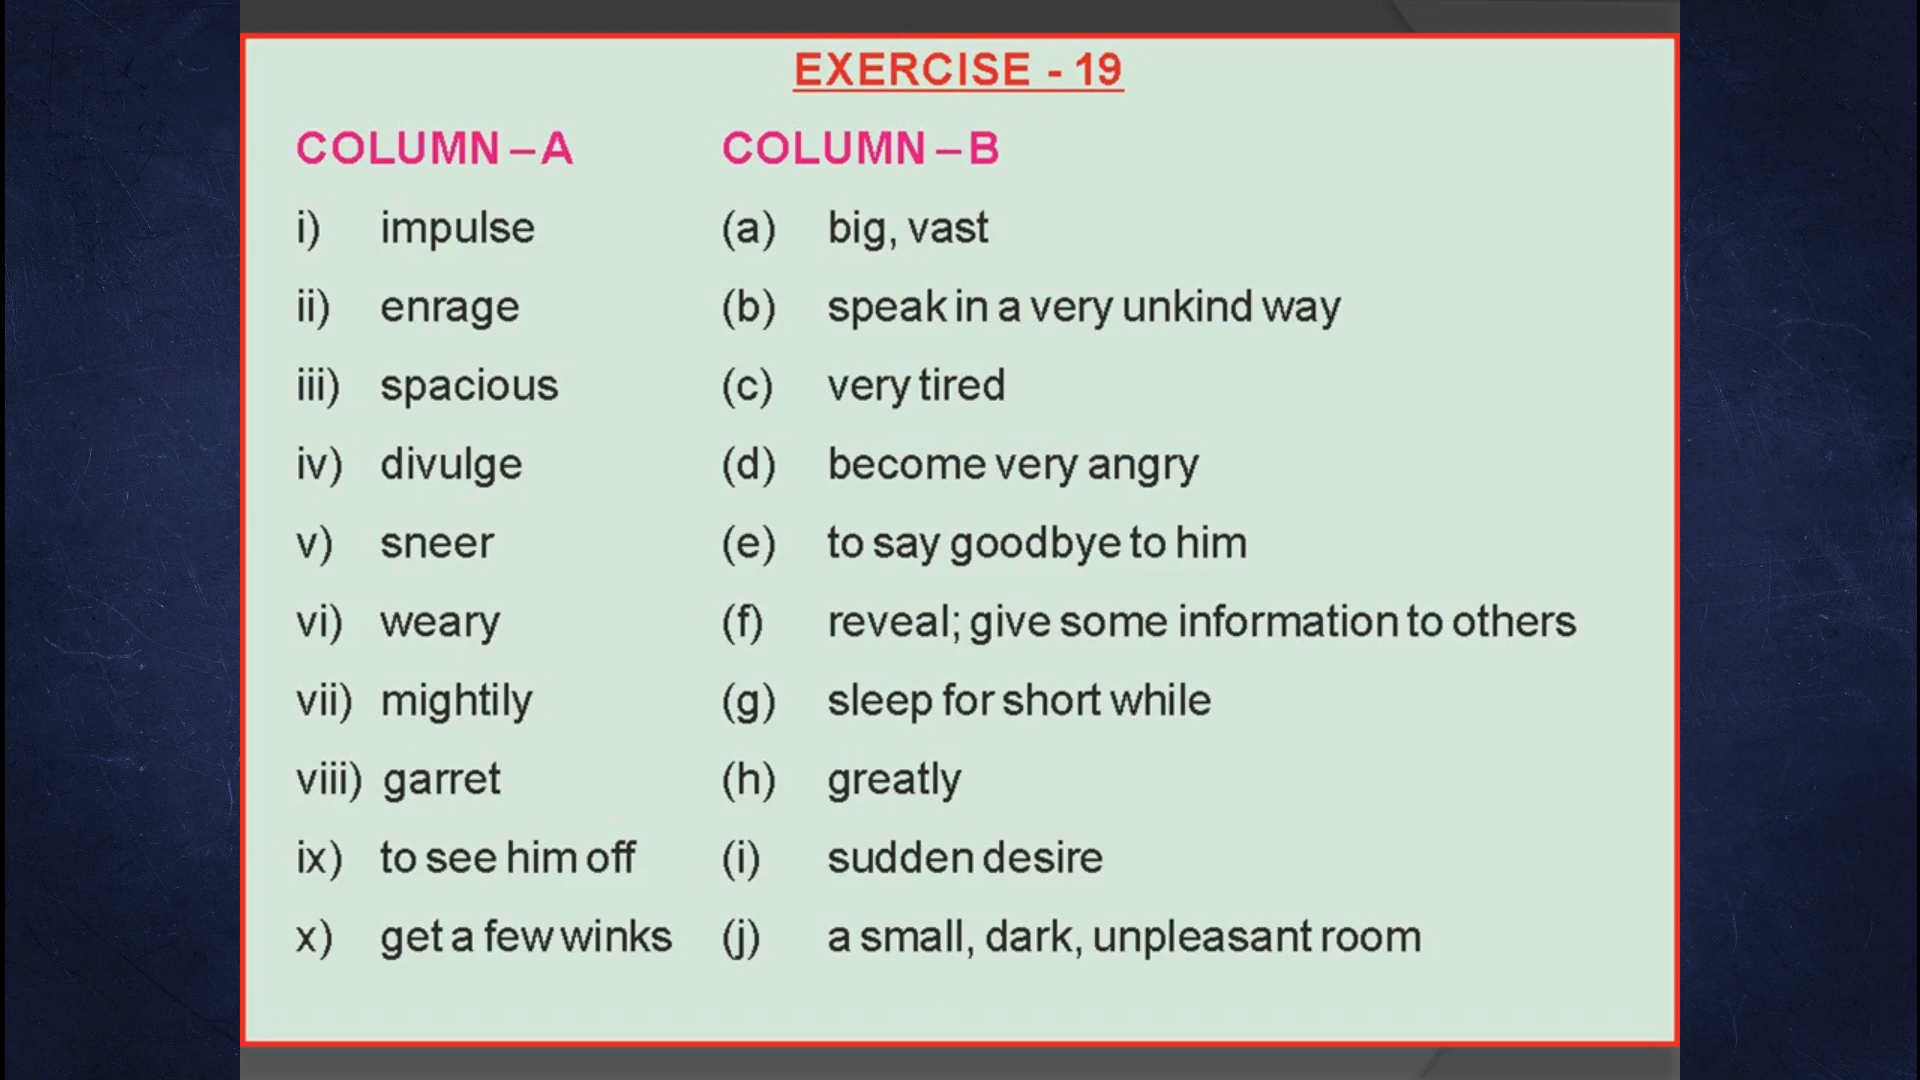 EXERCISE - 19
COLUMN – A COLUMN – B
i) impulse (a) big, vast
ii) enrage (b) speak in a very unkind way
iii) spacious (c) very tired
iv) divulge (d) become very angry
v) sneer (e) to say goodbye to him
vi) weary (f) reveal; give some information to others
vii) mightily (g) sleep for short while
viii) garret (h) greatly
ix) to see him off (i) sudden desire
x) get a few winks (j) a small, dark, unpleasant room